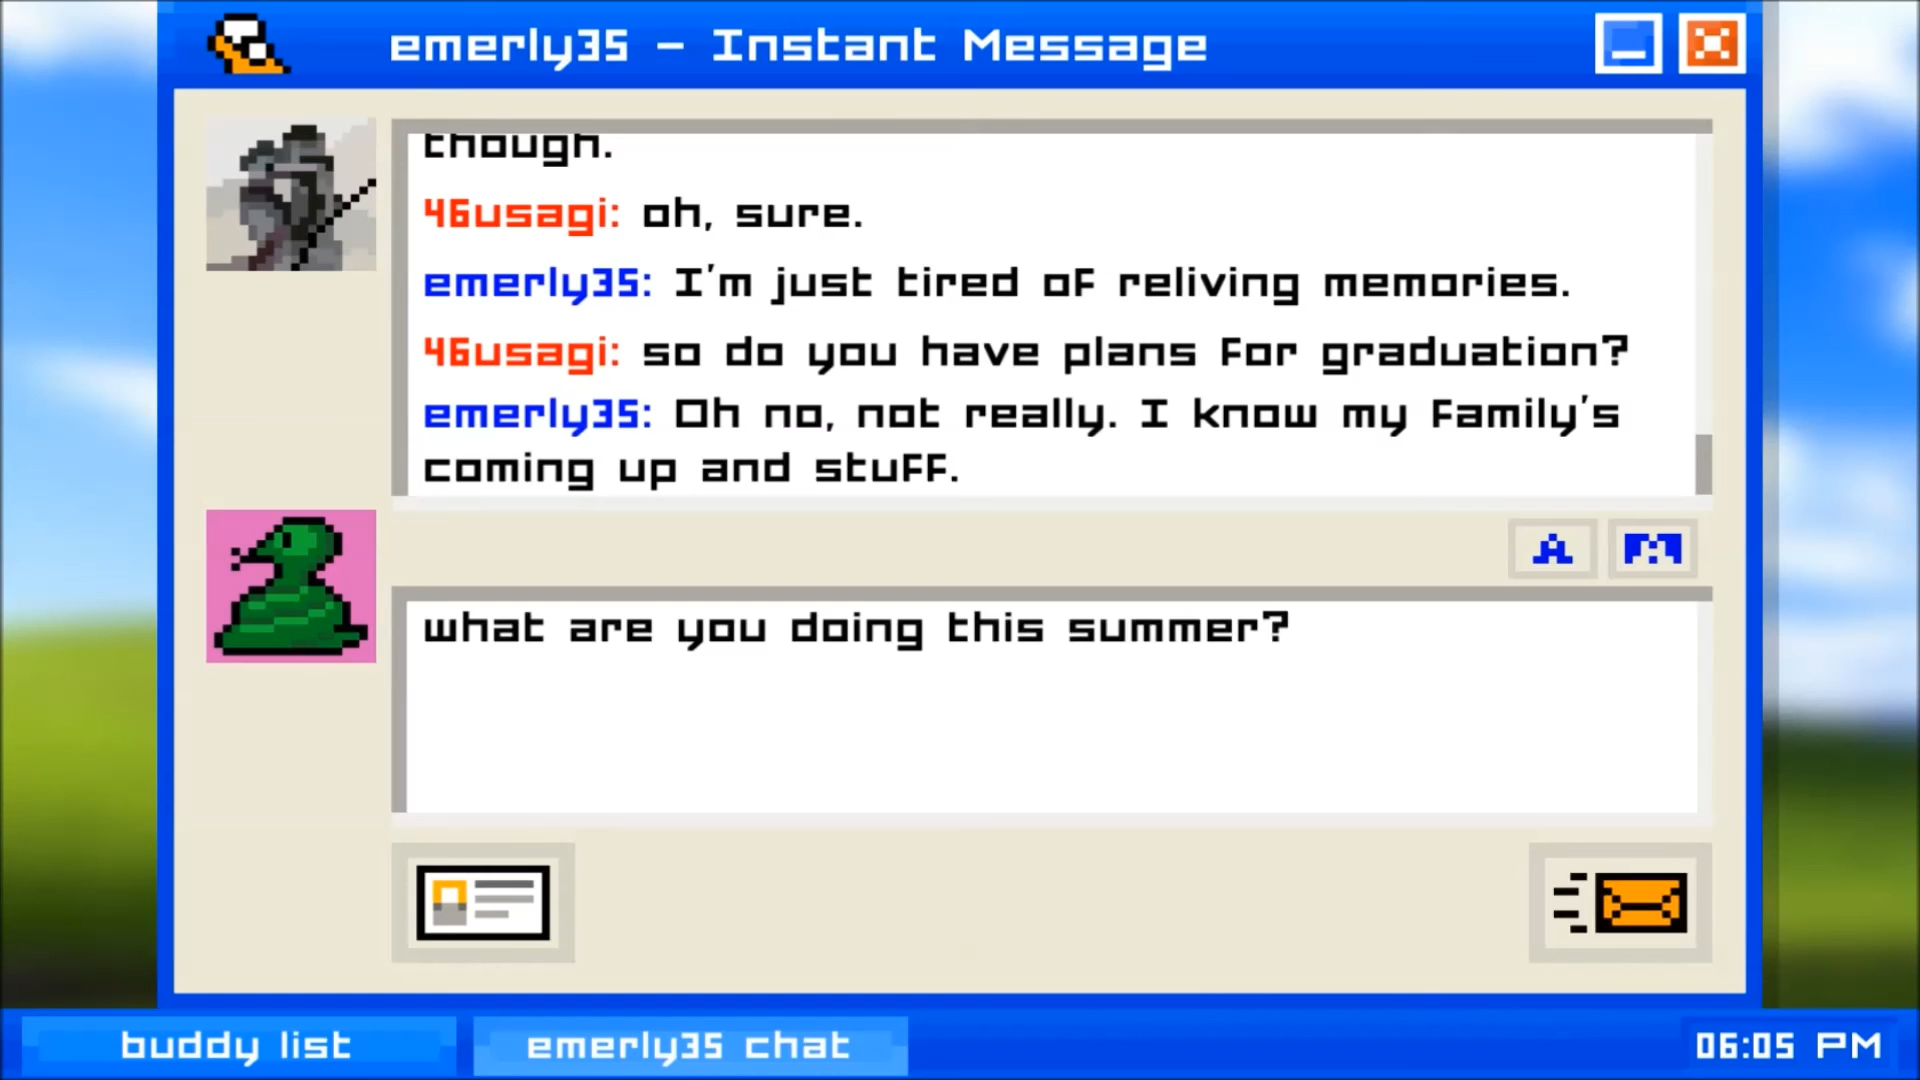 emerly35 – Instant Message
though.
46usagi: oh, sure.
emerly35: I'm just tired of reliving memories.
46usagi: so do you have plans for graduation?
emerly35: Oh no, not really. I know my family's
coming up and stuff.
A
what are you doing this summer?
buddy list
emerly35 chat
06:05 PM